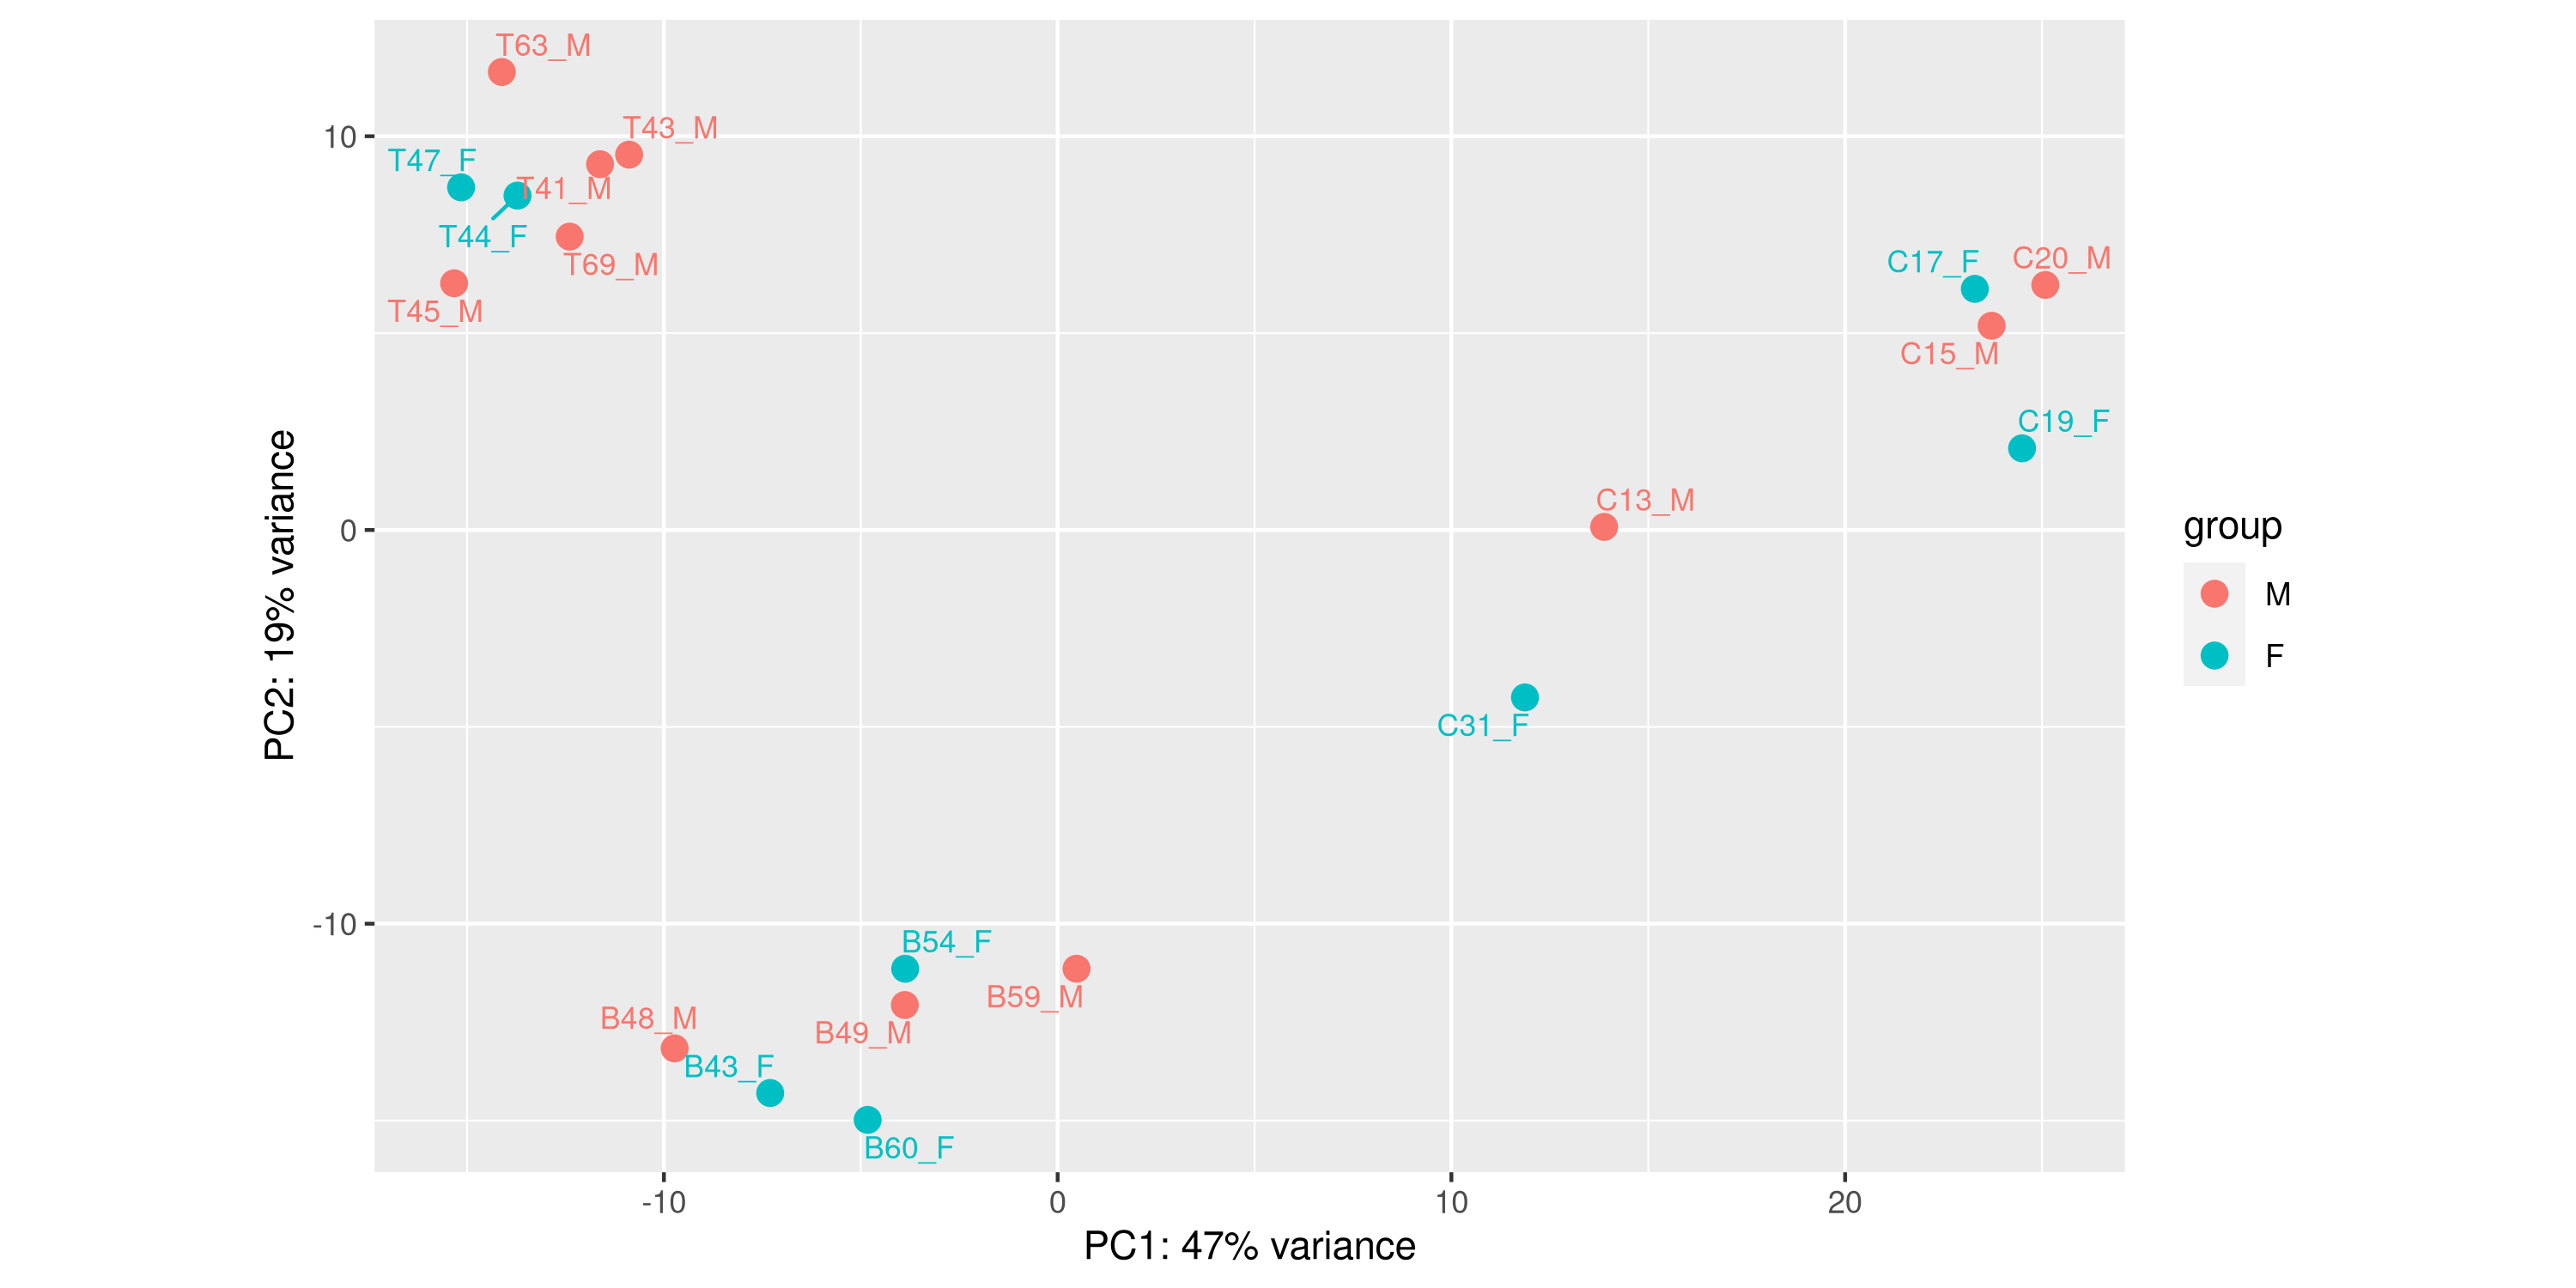 T63_M
T43_M
10
T47_F
T41_M
T44_F
T69_M
T45_M
C17_F
C20_M
C15_M
C19_F
C13_M
0
C31_F
-10
B54_F
B59_M
B48_M
B49_M
B43_F
B60_F
-10
0
10
20
PC1: 47% variance
PC2: 19% variance
group
M
F